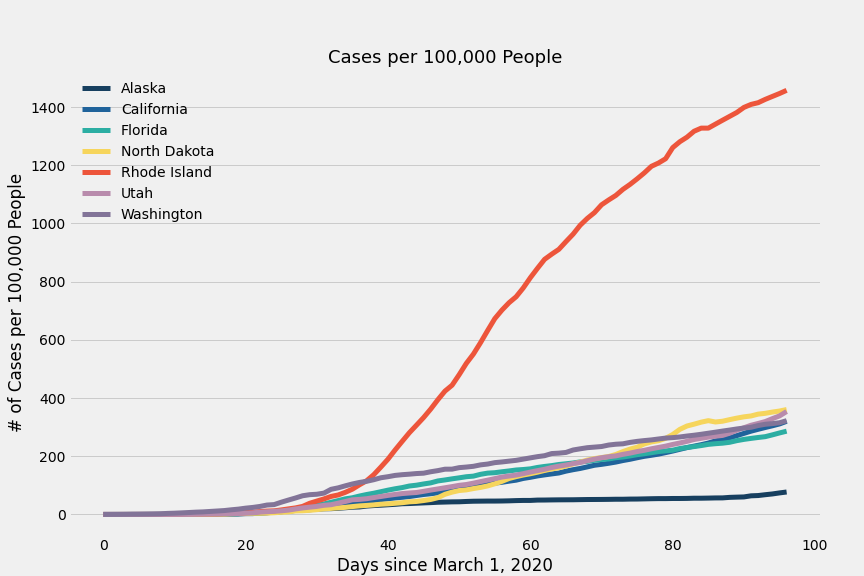 Cases per 100,000 People
Alaska
California
Florida
North Dakota
Rhode Island
Utah
Washington
# of Cases per 100,000 People
1400
1200
1000
800
600
400
200
0
0 20 40 60 80 100
Days since March 1, 2020